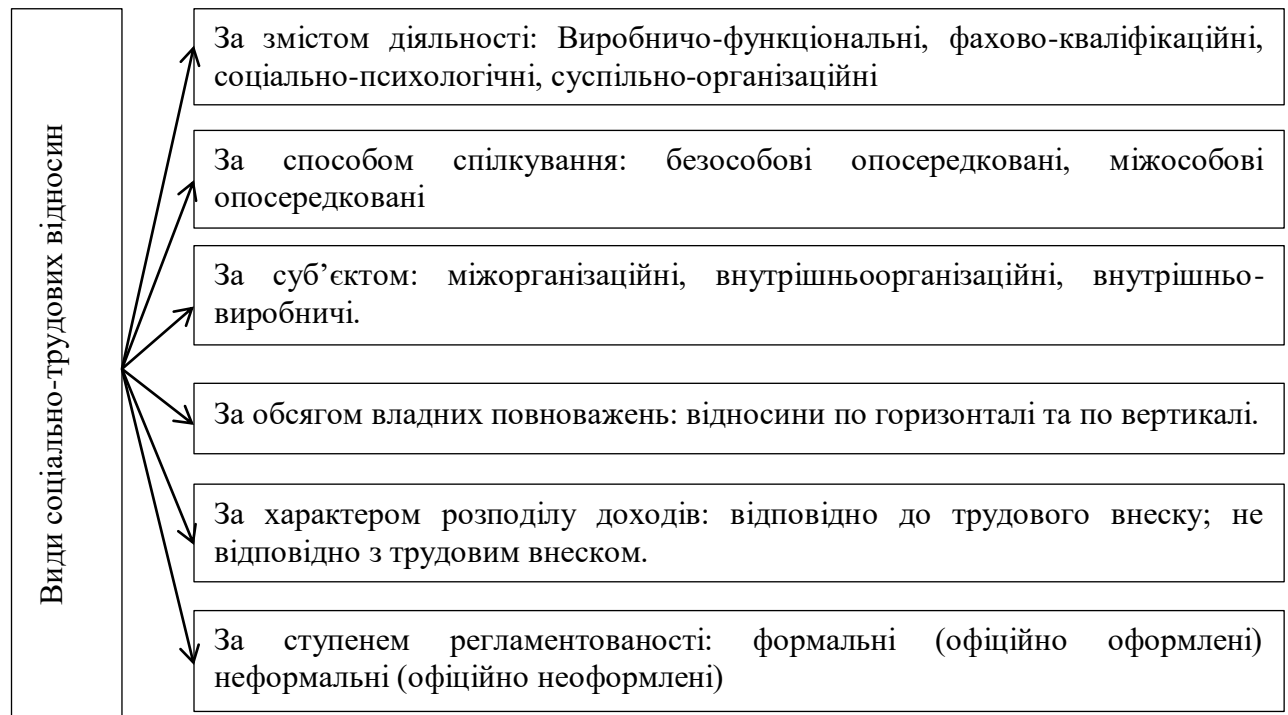 Види соціально-трудових відносин
За змістом діяльності: Виробничо-функціональні, фахово-кваліфікаційні,
соціально-психологічні, суспільно-організаційні
За способом спілкування: безособові опосередковані, міжособові
опосередковані
За суб’єктом: міжорганізаційні, внутрішньоорганізаційні, внутрішньо-
виробничі.
За обсягом владних повноважень: відносини по горизонталі та по вертикалі.
За характером розподілу доходів: відповідно до трудового внеску; не
відповідно з трудовим внеском.
За ступенем регламентованості: формальні (офіційно оформлені)
неформальні (офіційно неоформлені)